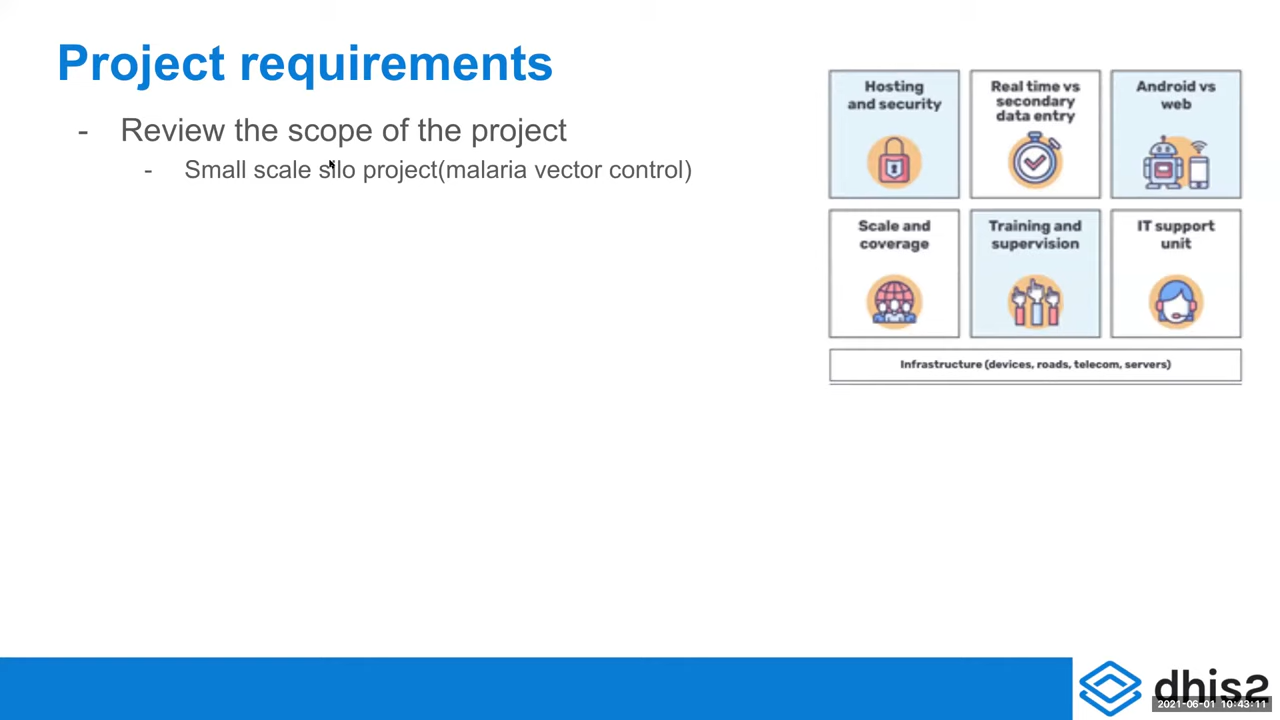 Project requirements
- Review the scope of the project
- Small scale silo project(malaria vector control)
Hosting
and security
Real time vs
secondary
data entry
Android vs
web
Scale and
coverage
Training and
supervision
IT support
unit
Infrastructure (devices, roads, telecom, servers)
dhis2
2021-06-01 10:43:11